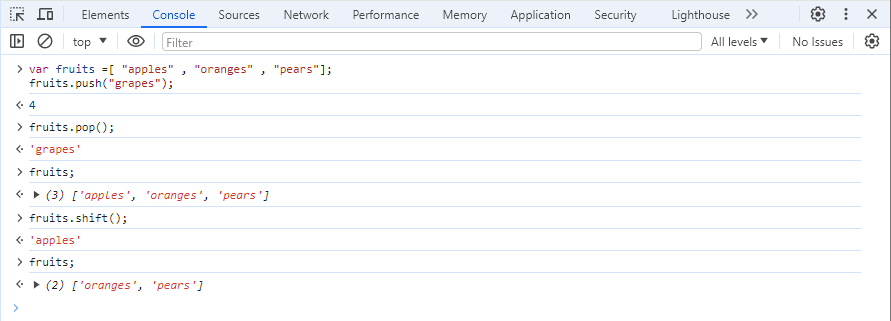 Elements Console Sources Network Performance Memory Application Security Lighthouse
top Filter All levels No Issues
> var fruits =[ "apples" , "oranges" , "pears"];
fruits.push("grapes");
4
> fruits.pop();
'grapes'
> fruits;
(3) ['apples', 'oranges', 'pears']
> fruits.shift();
'apples'
> fruits;
(2) ['oranges', 'pears']
>